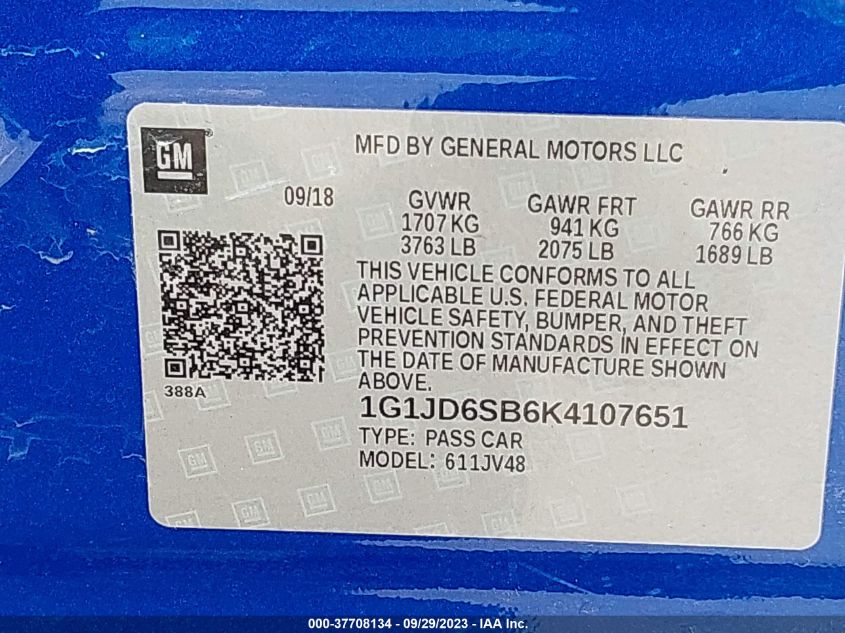 GM
®
MFD BY GENERAL MOTORS LLC
09/18
GVWR GAWR FRT GAWR RR
1707 KG 941 KG 766 KG
3763 LB 2075 LB 1689 LB
THIS VEHICLE CONFORMS TO ALL
APPLICABLE U.S. FEDERAL MOTOR
VEHICLE SAFETY, BUMPER, AND THEFT
PREVENTION STANDARDS IN EFFECT ON
THE DATE OF MANUFACTURE SHOWN
ABOVE.
388A
1G1JD6SB6K4107651
TYPE: PASS CAR
MODEL: 611JV48
000-37708134 - 09/29/2023 - IAA Inc.